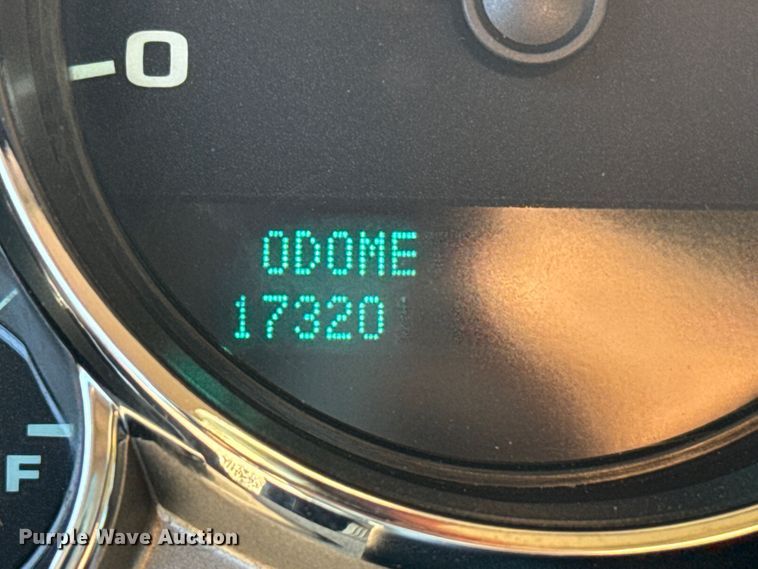 0
ODOME
17320
F
Purple Wave Auction